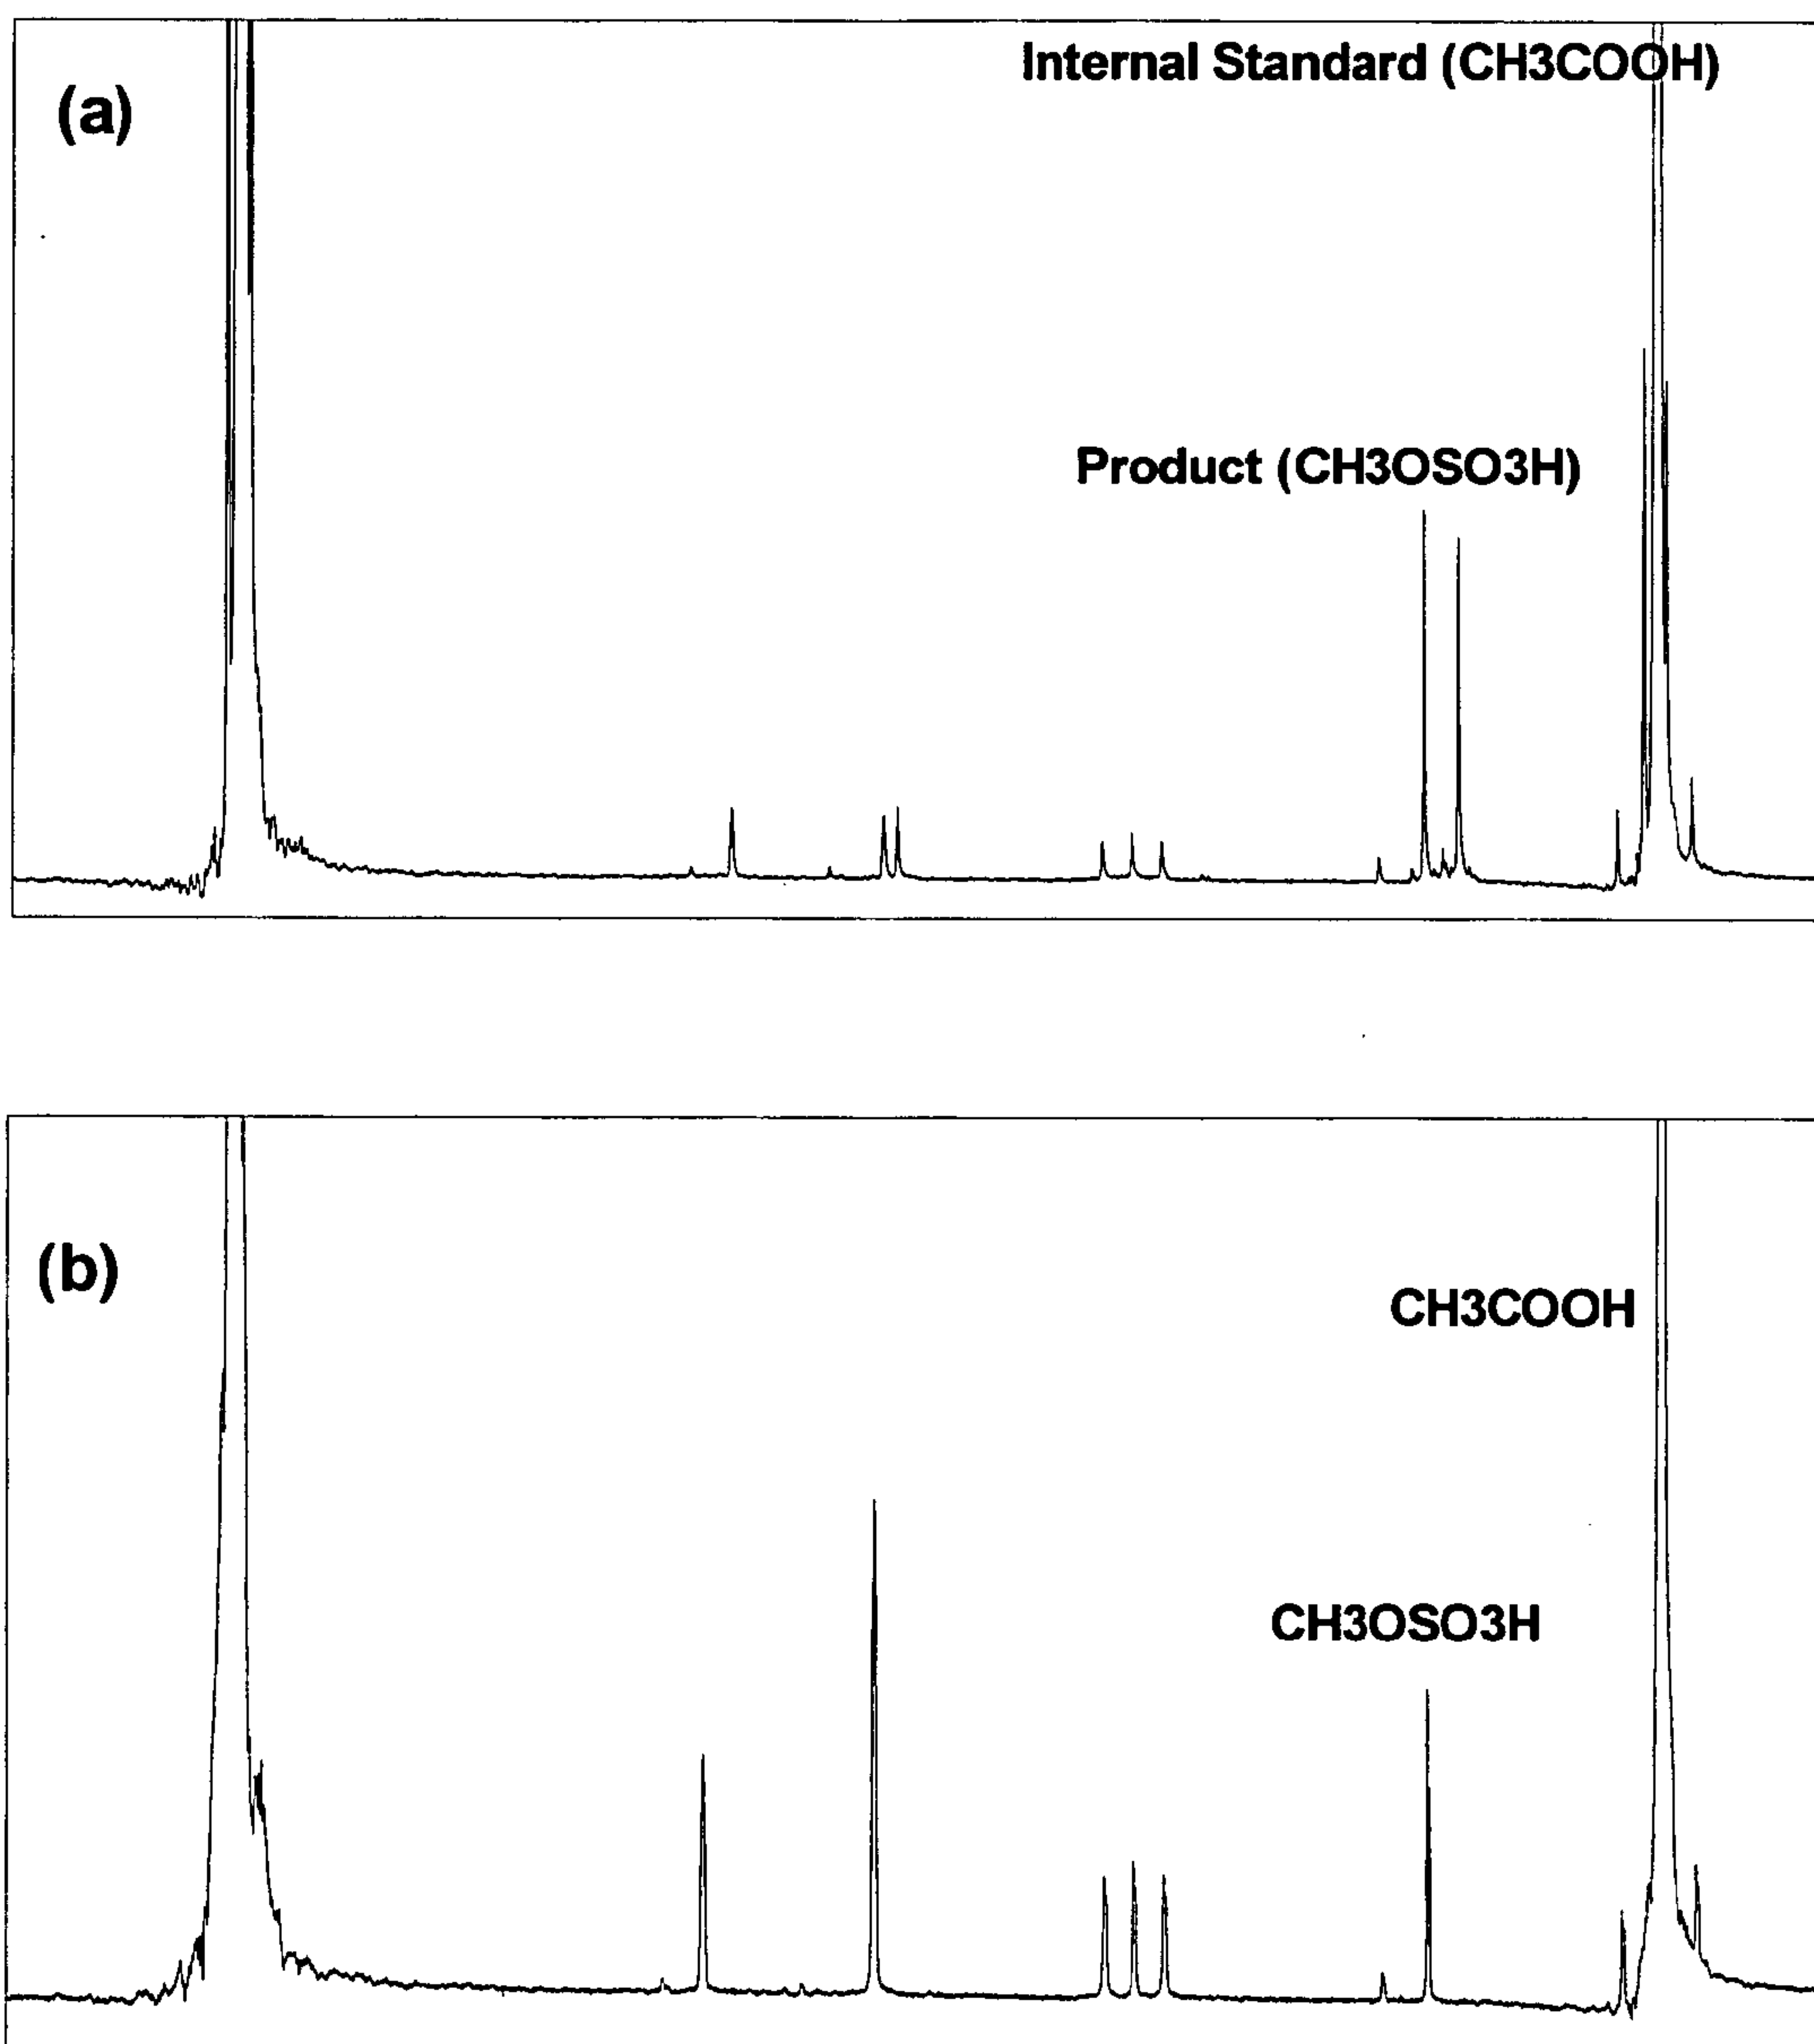 Internal Standard (CH3COOH)
(a)
Product (CH3OSO3H)
(b)
CH3COOH
CH3OSO3H